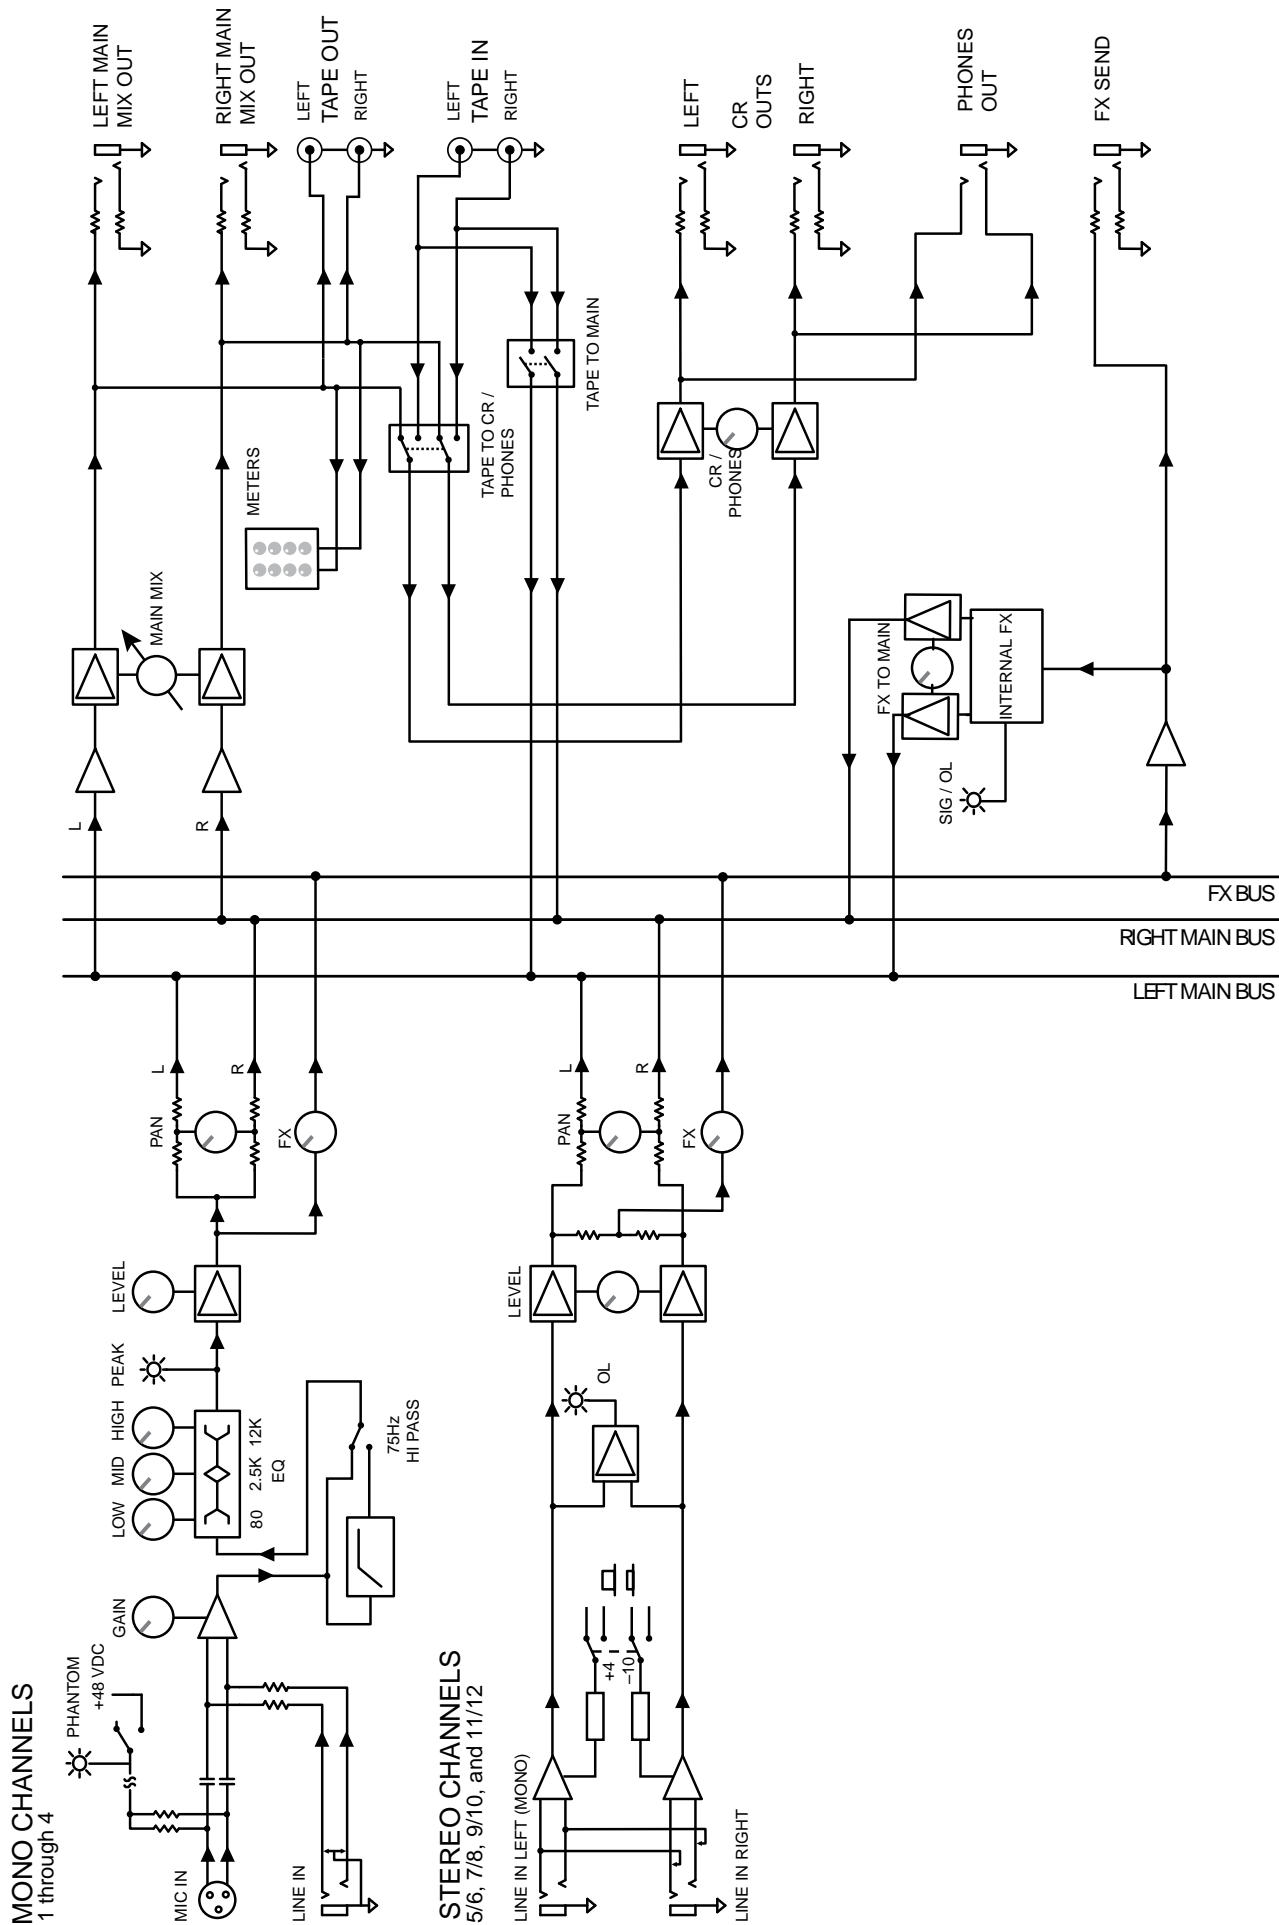 MONO CHANNELS
1 through 4
MIC IN
PHANTOM
+48 VDC
LINE IN
GAIN
LOW
MID
HIGH
80 2.5K 12K
EQ
75Hz
HI PASS
PEAK
LEVEL
PAN
L
R
FX
STEREO CHANNELS
5/6, 7/8, 9/10, and 11/12
LINE IN LEFT (MONO)
LINE IN RIGHT
+4
–10
OL
LEVEL
PAN
L
R
FX
LEFT MAIN BUS
RIGHT MAIN BUS
FX BUS
L
R
MAIN MIX
METERS
TAPE TO CR /
PHONES
TAPE TO MAIN
CR /
PHONES
FX TO MAIN
INTERNAL FX
SIG / OL
LEFT MAIN
MIX OUT
RIGHT MAIN
MIX OUT
LEFT
TAPE OUT
RIGHT
LEFT
TAPE IN
RIGHT
LEFT
CR
OUTS
RIGHT
PHONES
OUT
FX SEND